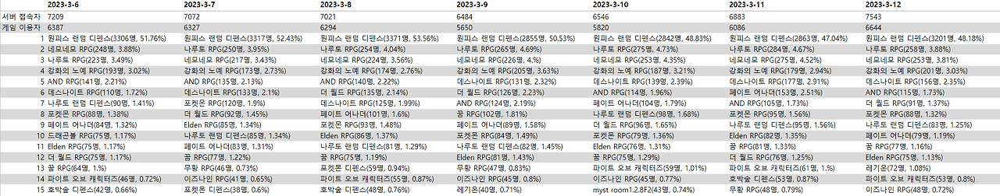 2023-3-6 2023-3-7 2023-3-8 2023-3-9 2023-3-10 2023-3-11 2023-3-12
서버 접속자 7209 7072 7021 6484 6546 6883 7543
게임 이용자 6387 6327 6294 5650 5820 6086 6644
1 원피스 랜덤 디펜스(3306명, 51.76%) 원피스 랜덤 디펜스(3317명, 52.43%) 원피스 랜덤 디펜스(3371명, 53.56%) 원피스 랜덤 디펜스(2855명, 50.53%) 원피스 랜덤 디펜스(2842명, 48.83%) 원피스 랜덤 디펜스(2863명, 47.04%) 원피스 랜덤 디펜스(3201명, 48.18%)
2 네모네모 RPG(248명, 3.88%) 나루토 RPG(250명, 3.95%) 나루토 RPG(254명, 4.04%) 나루토 RPG(265명, 4.69%) 나루토 RPG(275명, 4.73%) 나루토 RPG(284명, 4.67%) 나루토 RPG(258명, 3.88%)
3 나루토 RPG(223명, 3.49%) 네모네모 RPG(217명, 3.43%) 네모네모 RPG(224명, 3.56%) 네모네모 RPG(226명, 4.%) 네모네모 RPG(253명, 4.35%) 네모네모 RPG(275명, 4.52%) 네모네모 RPG(253명, 3.81%)
4 강화의 노예 RPG(193명, 3.02%) 강화의 노예 RPG(173명, 2.73%) 강화의 노예 RPG(174명, 2.76%) 강화의 노예 RPG(205명, 3.63%) 강화의 노예 RPG(187명, 3.21%) 강화의 노예 RPG(179명, 2.94%) 강화의 노예 RPG(201명, 3.03%)
5 AND RPG(141명, 2.21%) AND RPG(135명, 2.13%) AND RPG(140명, 2.22%) 데스나이트 RPG(131명, 2.32%) 데스나이트 RPG(139명, 2.39%) 데스나이트 RPG(177명, 2.91%) 데스나이트 RPG(156명, 2.35%)
6 데스나이트 RPG(110명, 1.72%) 데스나이트 RPG(133명, 2.1%) 더 월드 RPG(135명, 2.14%) 더 월드 RPG(126명, 2.23%) AND RPG(114명, 1.96%) 페이트 어나더(153명, 2.51%) AND RPG(115명, 1.73%)
7 나루토 랜덤 디펜스(90명, 1.41%) 포켓몬 RPG(120명, 1.9%) 데스나이트 RPG(125명, 1.99%) AND RPG(124명, 2.19%) 페이트 어나더(104명, 1.79%) AND RPG(105명, 1.73%) 더 월드 RPG(91명, 1.37%)
8 포켓몬 RPG(88명, 1.38%) 더 월드 RPG(92명, 1.45%) 페이트 어나더(101명, 1.6%) 꿈 RPG(102명, 1.81%) 나루토 랜덤 디펜스(98명, 1.68%) 포켓몬 RPG(96명, 1.58%) 포켓몬 RPG(88명, 1.32%)
9 페이트 어나더(84명, 1.32%) Elden RPG(85명, 1.34%) 포켓몬 RPG(93명, 1.48%) 페이트 어나더(89명, 1.58%) 더 월드 RPG(96명, 1.65%) 나루토 랜덤 디펜스(95명, 1.56%) 나루토 랜덤 디펜스(83명, 1.25%)
10 드래곤볼 RPG(75명, 1.17%) 나루토 랜덤 디펜스(85명, 1.34%) Elden RPG(86명, 1.37%) 포켓몬 RPG(84명, 1.49%) 포켓몬 RPG(79명, 1.36%) Elden RPG(82명, 1.35%) 페이트 어나더(79명, 1.19%)
11 Elden RPG(75명, 1.17%) 페이트 어나더(83명, 1.31%) 나루토 랜덤 디펜스(81명, 1.29%) 나루토 랜덤 디펜스(82명, 1.45%) Elden RPG(76명, 1.31%) 꿈 RPG(81명, 1.33%) 꿈 RPG(77명, 1.16%)
12 더 월드 RPG(75명, 1.17%) 꿈 RPG(77명, 1.22%) 꿈 RPG(75명, 1.19%) Elden RPG(81명, 1.43%) 꿈 RPG(75명, 1.29%) 더 월드 RPG(76명, 1.25%) Elden RPG(75명, 1.13%)
13 꿈 RPG(64명, 1.%) 무황 RPG(46명, 0.73%) 포켓몬 디펜스(59명, 0.94%) 무황 RPG(47명, 0.83%) 파이트 오브 캐릭터즈(59명, 1.01%) 파이트 오브 캐릭터즈(61명, 1.%) 레기온(72명, 1.08%)
14 파이트 오브 캐릭터즈(46명, 0.72%) 이즈나인 RPG(41명, 0.65%) 파이트 오브 캐릭터즈(55명, 0.87%) 이즈나인 RPG(45명, 0.8%) 이즈나인 RPG(45명, 0.77%) 호박숲 디펜스(53명, 0.87%) 파이트 오브 캐릭터즈(53명, 0.8%)
15 호박숲 디펜스(42명, 0.66%) 포켓몬 디펜스(38명, 0.6%) 호박숲 디펜스(48명, 0.76%) 레기온(40명, 0.71%) myst room1.2.8F2(43명, 0.74%) 무황 RPG(48명, 0.79%) 이즈나인 RPG(48명, 0.72%)